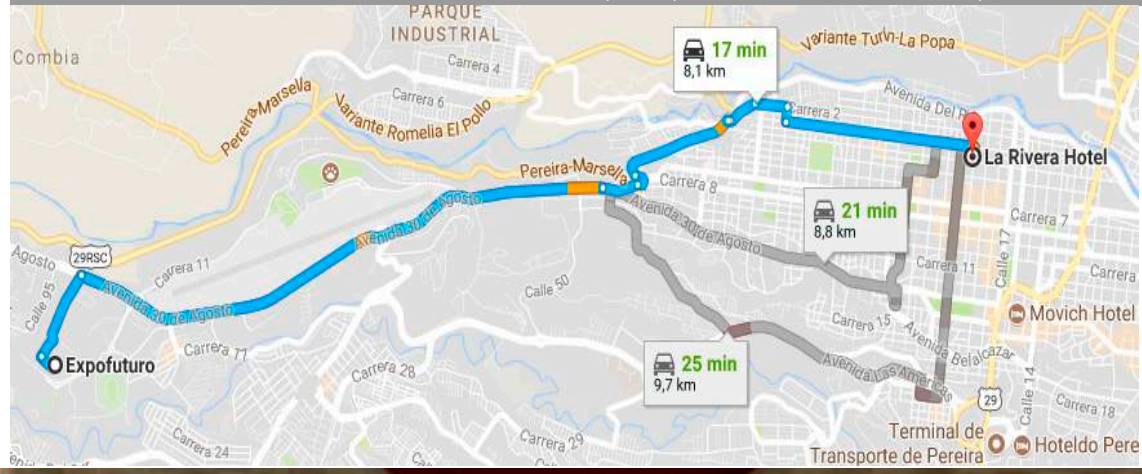 PARQUE
INDUSTRIAL
Combia
Carrera 4
17 min
8,1 km
Variante Turín-La Popa
Carrera 6
Pereira-Marsella
Variante Romelia El Pollo
Carrera 2
La Rivera Hotel
Pereira-Marsella
Carrera 8
Avenida 30 de Agosto
Avenida 30 de Agosto
21 min
8,8 km
Carrera 7
Calle 17
Agosto
29RSC
Carrera 11
Calle 95
Avenida 30 de Agosto
Calle 50
Carrera 11
Carrera
Carrera 15
Movich Hotel
Expofuturo
Carrera 11
25 min
9,7 km
Avenida Belalcazar
Avenida Las Américas
Carrera 28
29
Calle 14
Carrera 18
Carrera 24
Carrera 29
Terminal de
Transporte de Pereira
Hoteldo Pere